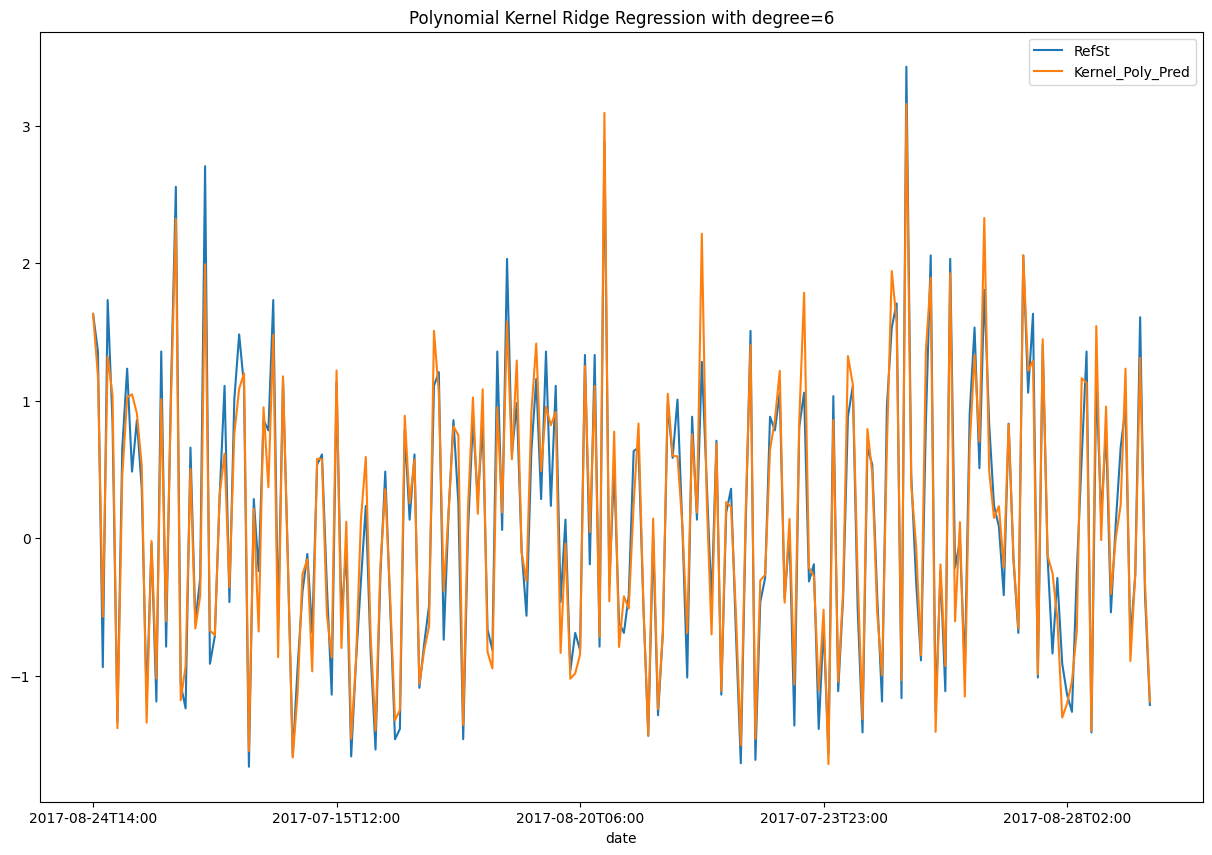 Polynomial Kernel Ridge Regression with degree=6
RefSt
Kernel_Poly_Pred
3
2
1
0
−1
2017-08-24T14:00
2017-07-15T12:00
2017-08-20T06:00
2017-07-23T23:00
2017-08-28T02:00
date